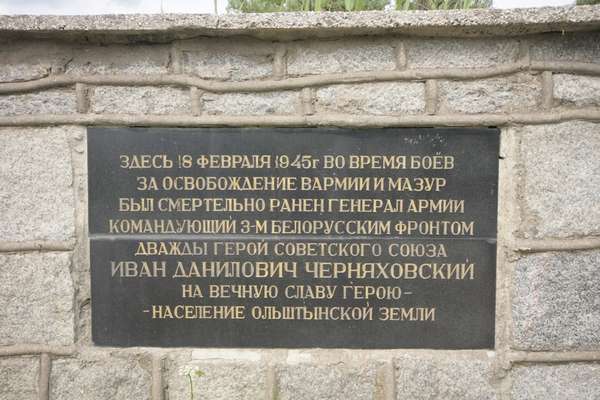 ЗДЕСЬ 18 ФЕВРАЛЯ 1945г ВО ВРЕМЯ БОЁВ
ЗА ОСВОБОЖДЕНИЕ ВАРМИИ И МАЗУР
БЫЛ СМЕРТЕЛЬНО РАНЕН ГЕНЕРАЛ АРМИИ
КОМАНДУЮЩИЙ 3-М БЕЛОРУССКИМ ФРОНТОМ
ДВАЖДЫ ГЕРОЙ СОВЕТСКОГО СОЮЗА
ИВАН ДАНИЛОВИЧ ЧЕРНЯХОВСКИЙ
НА ВЕЧНУЮ СЛАВУ ГЕРОЮ-
-НАСЕЛЕНИЕ ОЛЬШТЫНСКОЙ ЗЕМЛИ